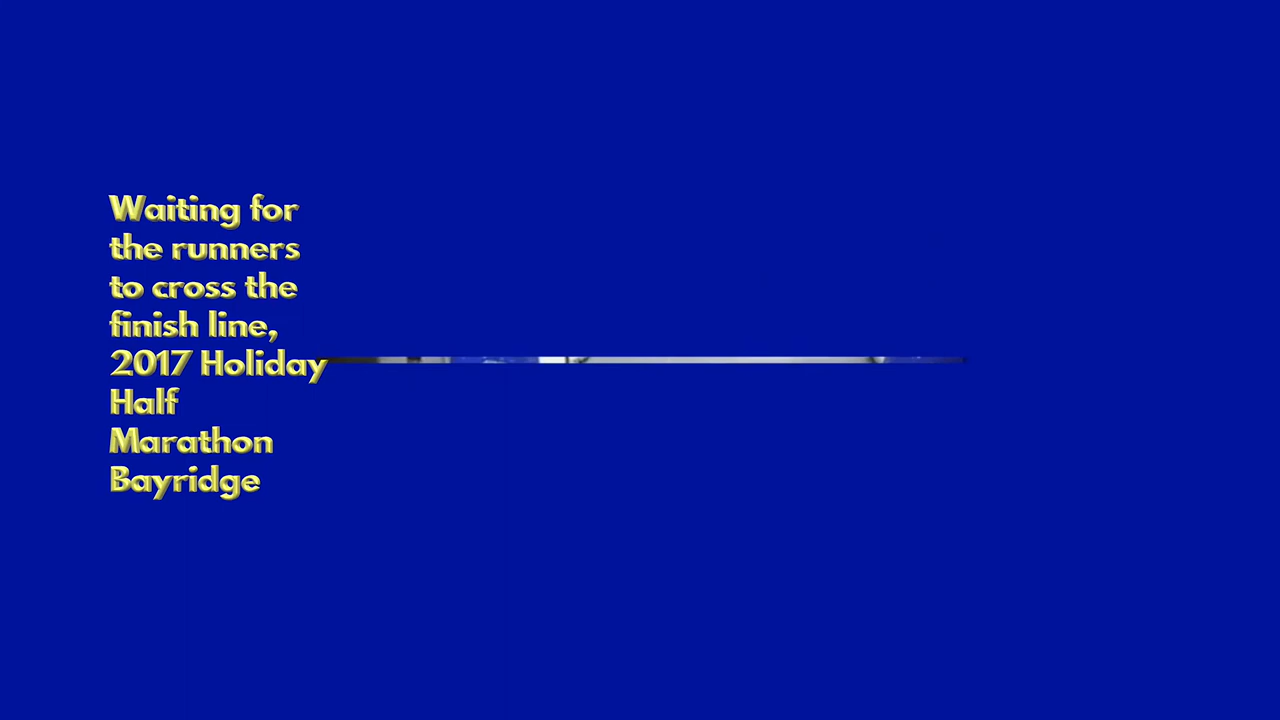 Waiting for
the runners
to cross the
finish line,
2017 Holiday
Half
Marathon
Bayridge